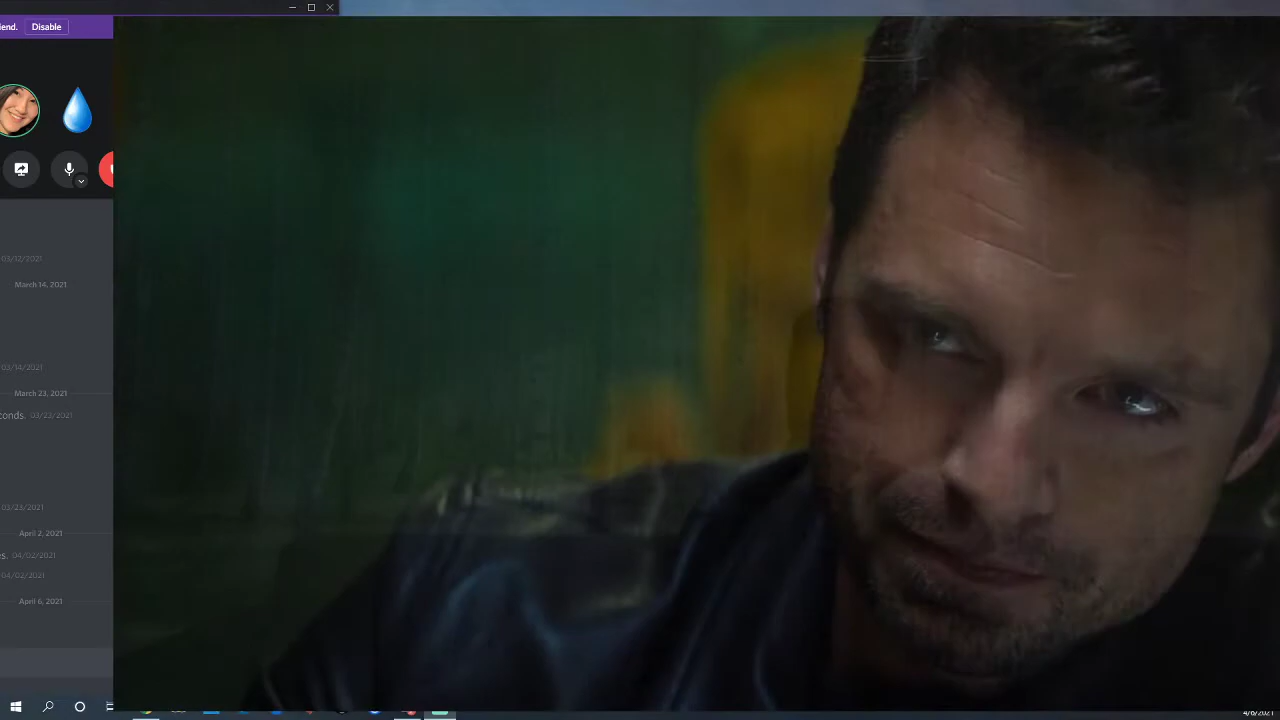 iend. Disable
03/12/2021
March 14, 2021
03/14/2021
March 23, 2021
conds. 03/23/2021
03/23/2021
April 2, 2021
es. 04/02/2021
04/02/2021
April 6, 2021
4/6/2021